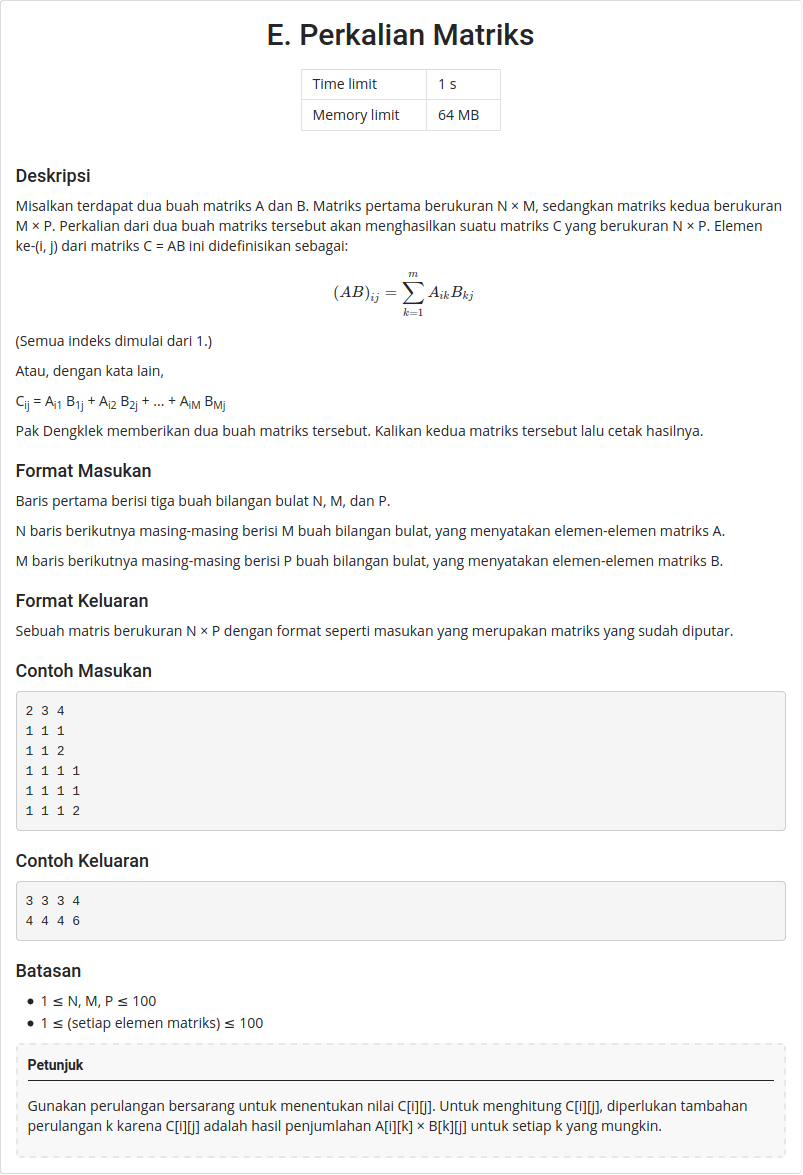 E. Perkalian Matriks
Time limit 1 s
Memory limit 64 MB
Deskripsi
Misalkan terdapat dua buah matriks A dan B. Matriks pertama berukuran N × M, sedangkan matriks kedua berukuran
M × P. Perkalian dari dua buah matriks tersebut akan menghasilkan suatu matriks C yang berukuran N × P. Elemen
ke-(i, j) dari matriks C = AB ini didefinisikan sebagai:
(AB)_{ij} = \sum_{k=1}^{m} A_{ik}B_{kj}
(Semua indeks dimulai dari 1.)
Atau, dengan kata lain,
C_{ij} = A_{i1} B_{1j} + A_{i2} B_{2j} + ... + A_{iM} B_{Mj}
Pak Dengklek memberikan dua buah matriks tersebut. Kalikan kedua matriks tersebut lalu cetak hasilnya.
Format Masukan
Baris pertama berisi tiga buah bilangan bulat N, M, dan P.
N baris berikutnya masing-masing berisi M buah bilangan bulat, yang menyatakan elemen-elemen matriks A.
M baris berikutnya masing-masing berisi P buah bilangan bulat, yang menyatakan elemen-elemen matriks B.
Format Keluaran
Sebuah matris berukuran N × P dengan format seperti masukan yang merupakan matriks yang sudah diputar.
Contoh Masukan
2 3 4
1 1 1
1 1 2
1 1 1 1
1 1 1 1
1 1 1 2
Contoh Keluaran
3 3 3 4
4 4 4 6
Batasan
● 1 ≤ N, M, P ≤ 100
● 1 ≤ (setiap elemen matriks) ≤ 100
Petunjuk
Gunakan perulangan bersarang untuk menentukan nilai C[i][j]. Untuk menghitung C[i][j], diperlukan tambahan
perulangan k karena C[i][j] adalah hasil penjumlahan A[i][k] × B[k][j] untuk setiap k yang mungkin.